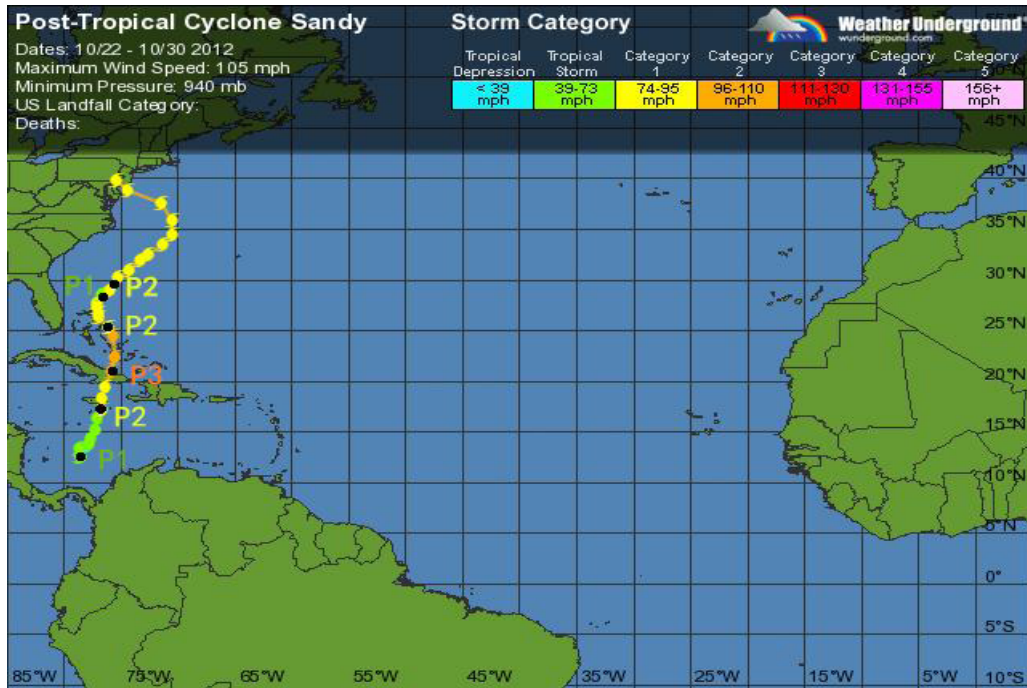 Post-Tropical Cyclone Sandy
Dates: 10/22 - 10/30 2012
Maximum Wind Speed: 105 mph
Minimum Pressure: 940 mb
US Landfall Category:
Deaths:
Storm Category
Weather Underground
wunderground.com
Tropical Depression
Tropical Storm
Category 1
Category 2
Category 3
Category 4
Category 5
< 39 mph
39-73 mph
74-95 mph
96-110 mph
111-130 mph
131-155 mph
156+ mph
45°N
40°N
35°N
P1
P2
30°N
P2
25°N
P3
20°N
P2
15°N
P1
10°N
5°N
0°
5°S
85°W 75°W 65°W 55°W 45°W 35°W 25°W 15°W 5°W 10°S